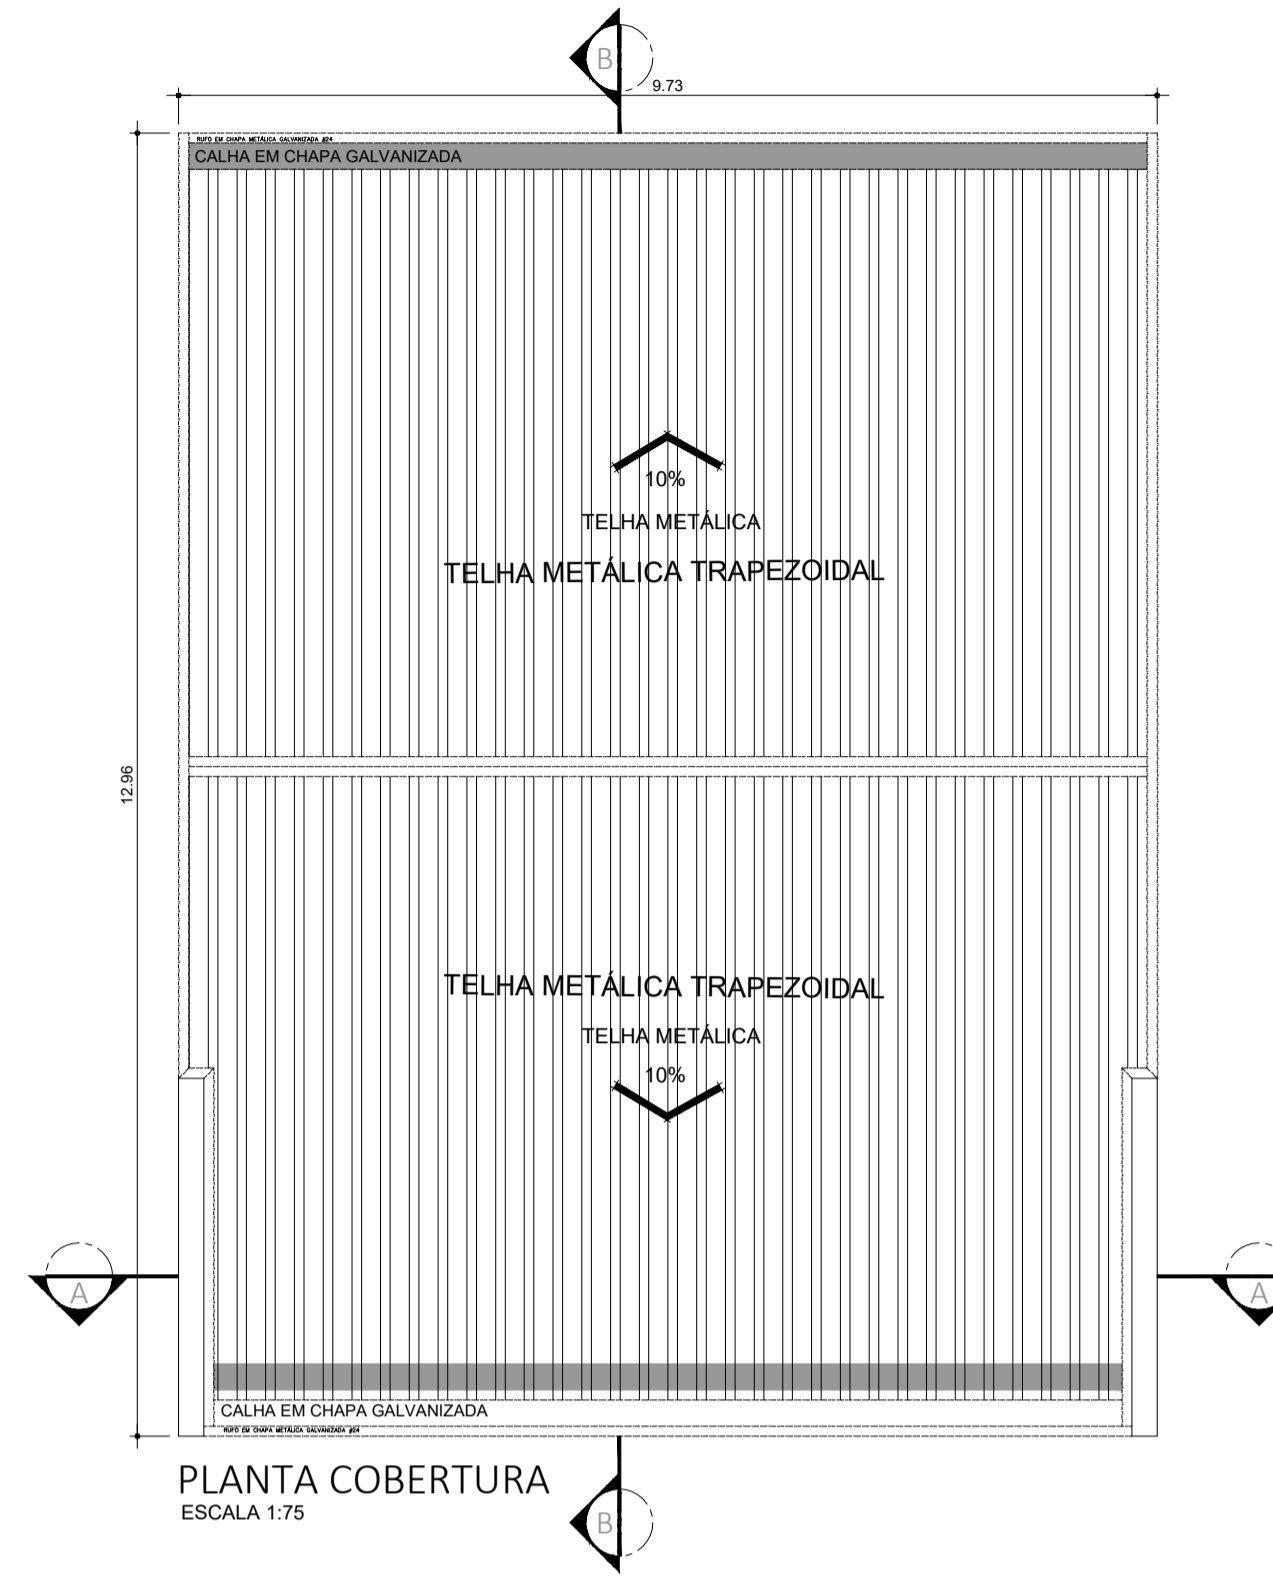 B
9.73
RUFO EM CHAPA METÁLICA GALVANIZADA #24
CALHA EM CHAPA GALVANIZADA
10%
TELHA METÁLICA
TELHA METÁLICA TRAPEZOIDAL
12.96
TELHA METÁLICA TRAPEZOIDAL
TELHA METÁLICA
10%
A
A
CALHA EM CHAPA GALVANIZADA
RUFO EM CHAPA METÁLICA GALVANIZADA #24
PLANTA COBERTURA
ESCALA 1:75
B